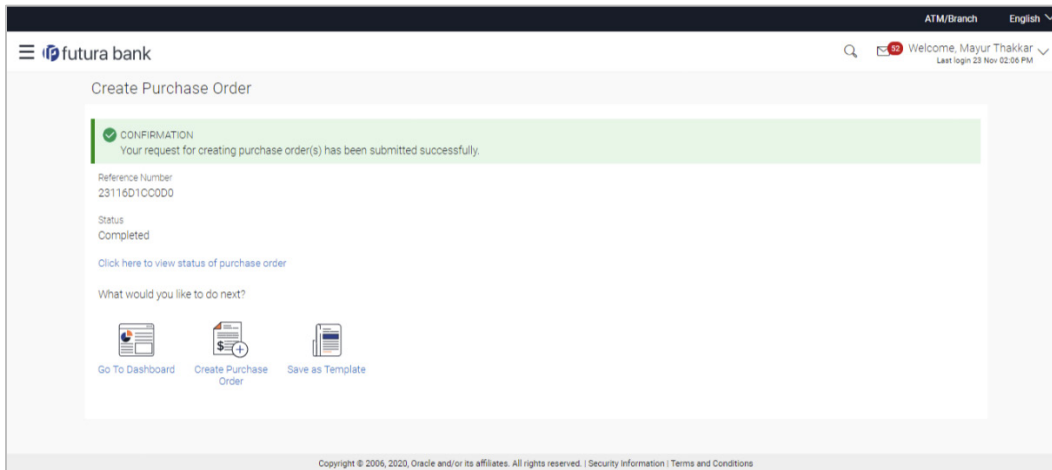 ATM/Branch English
futura bank
52 Welcome, Mayur Thakkar
Last login 23 Nov 02:06 PM
Create Purchase Order
CONFIRMATION
Your request for creating purchase order(s) has been submitted successfully.
Reference Number
23116D1CC0D0
Status
Completed
Click here to view status of purchase order
What would you like to do next?
Go To Dashboard Create Purchase Save as Template
Order
Copyright © 2006, 2020, Oracle and/or its affiliates. All rights reserved. | Security Information | Terms and Conditions